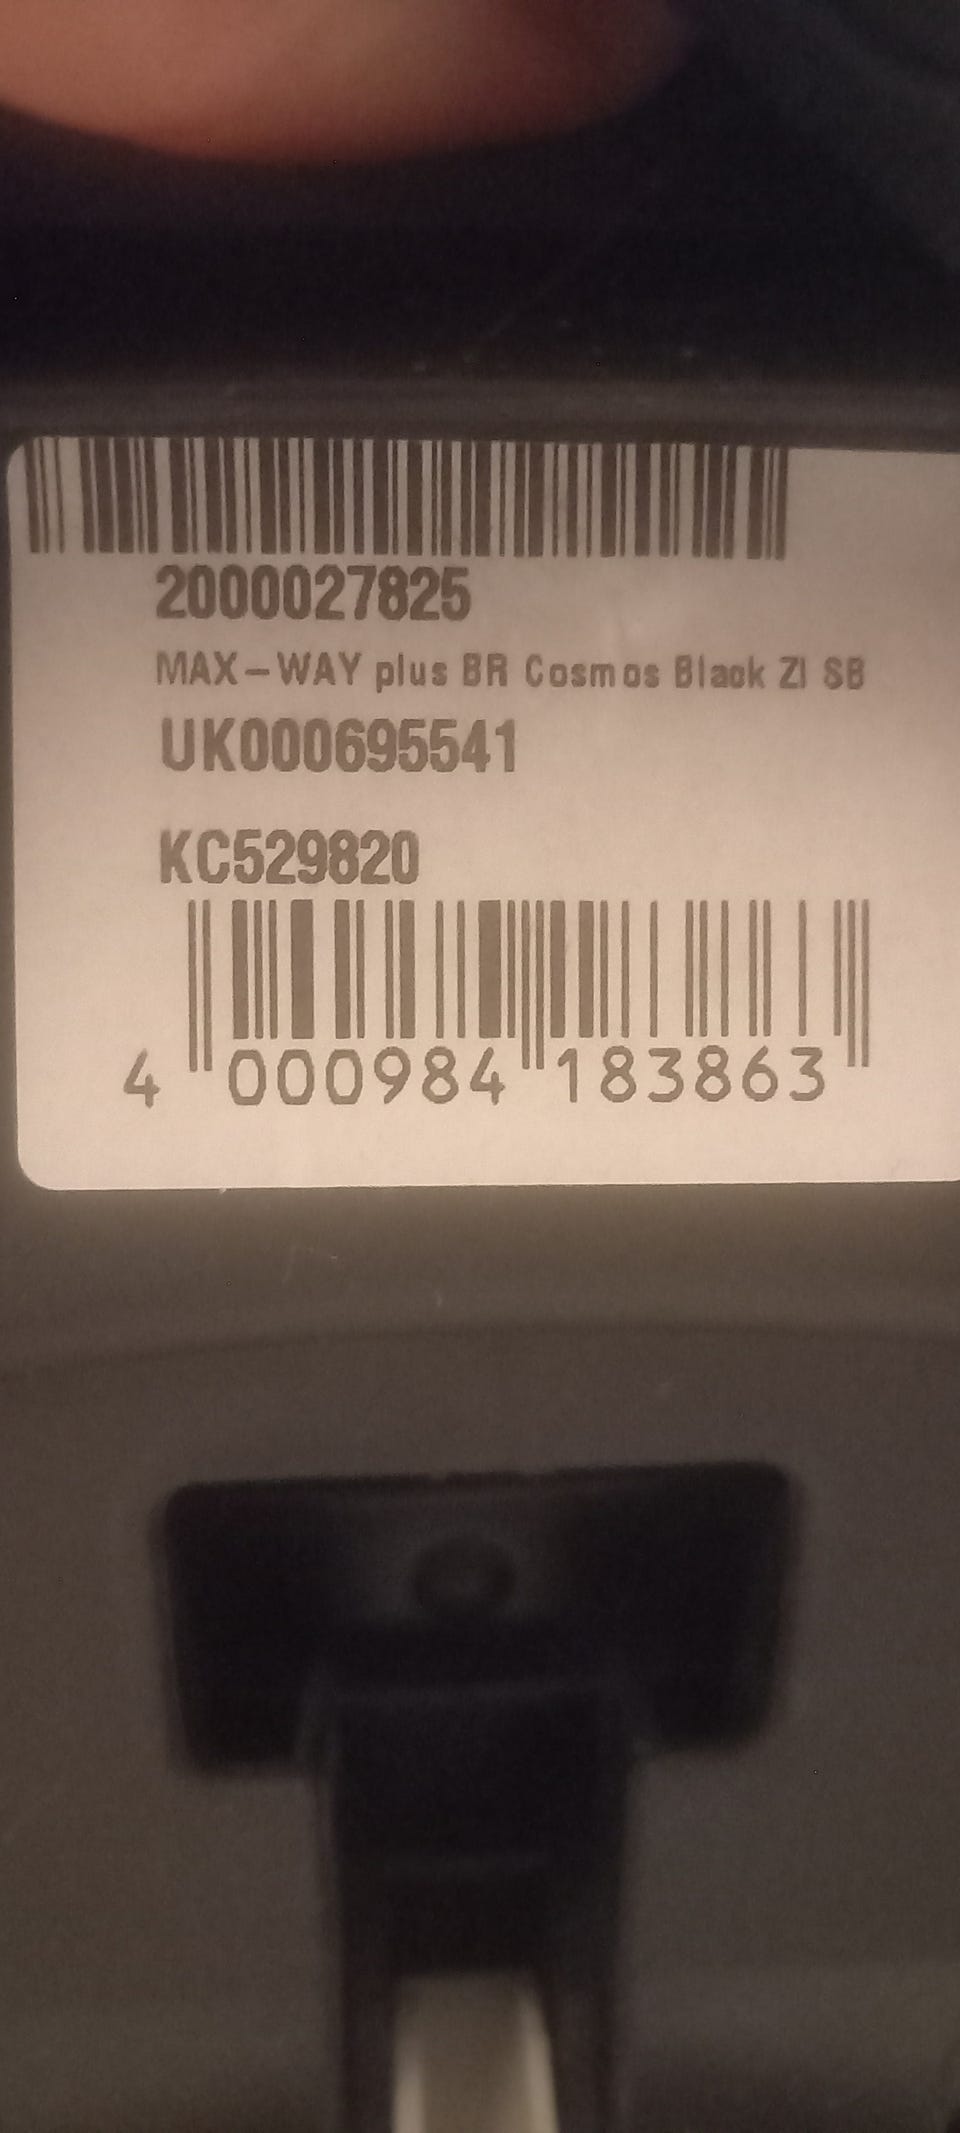 2000027825
MAX-WAY plus BR Cosmos Black ZI SB
UK000695541
KC529820
4 000984 183863